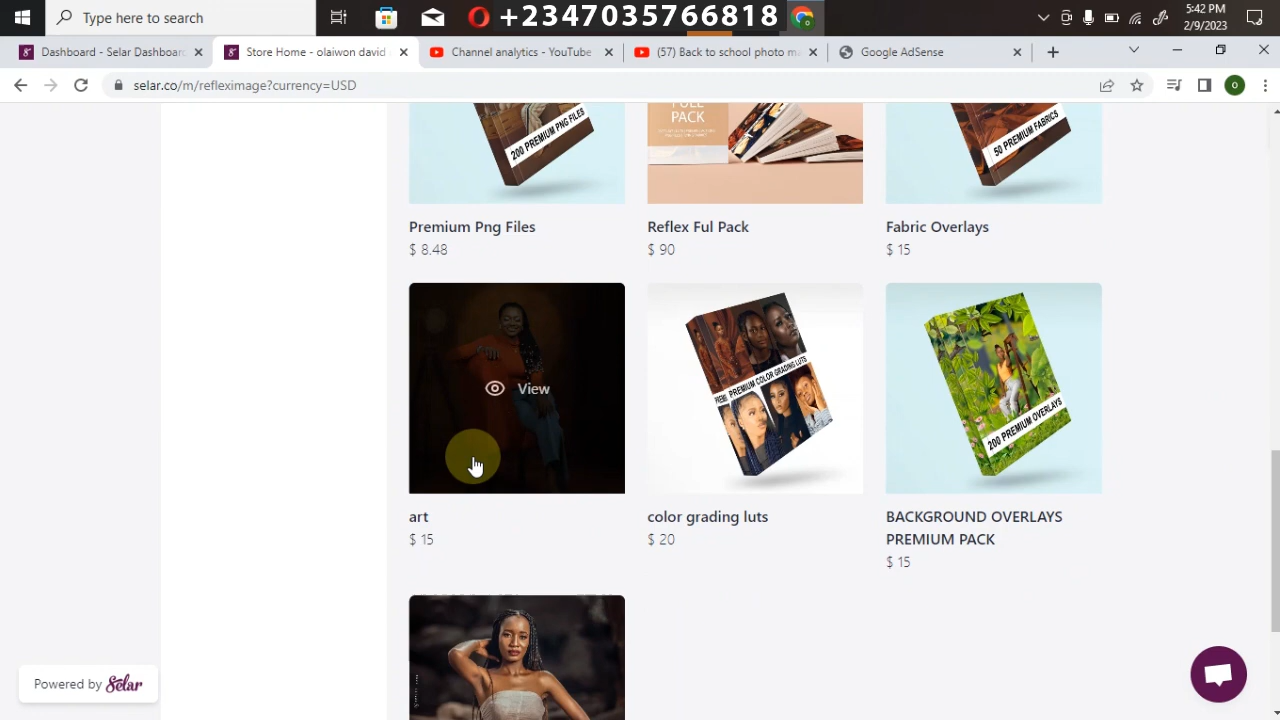 Type here to search
+2347035766818
5:42 PM
2/9/2023
Dashboard - Selar Dashboar
Store Home - olaiwon david
Channel analytics - YouTube
(57) Back to school photo ma
Google AdSense
selar.co/m/refleximage?currency=USD
200 PREMIUM PNG FILES
FULL
PACK
50 PREMIUM FABRICS
Premium Png Files
$ 8.48
Reflex Ful Pack
$ 90
Fabric Overlays
$ 15
View
PREMIUM COLOR GRADING LUTS
200 PREMIUM OVERLAYS
art
$ 15
color grading luts
$ 20
BACKGROUND OVERLAYS
PREMIUM PACK
$ 15
Powered by Selar